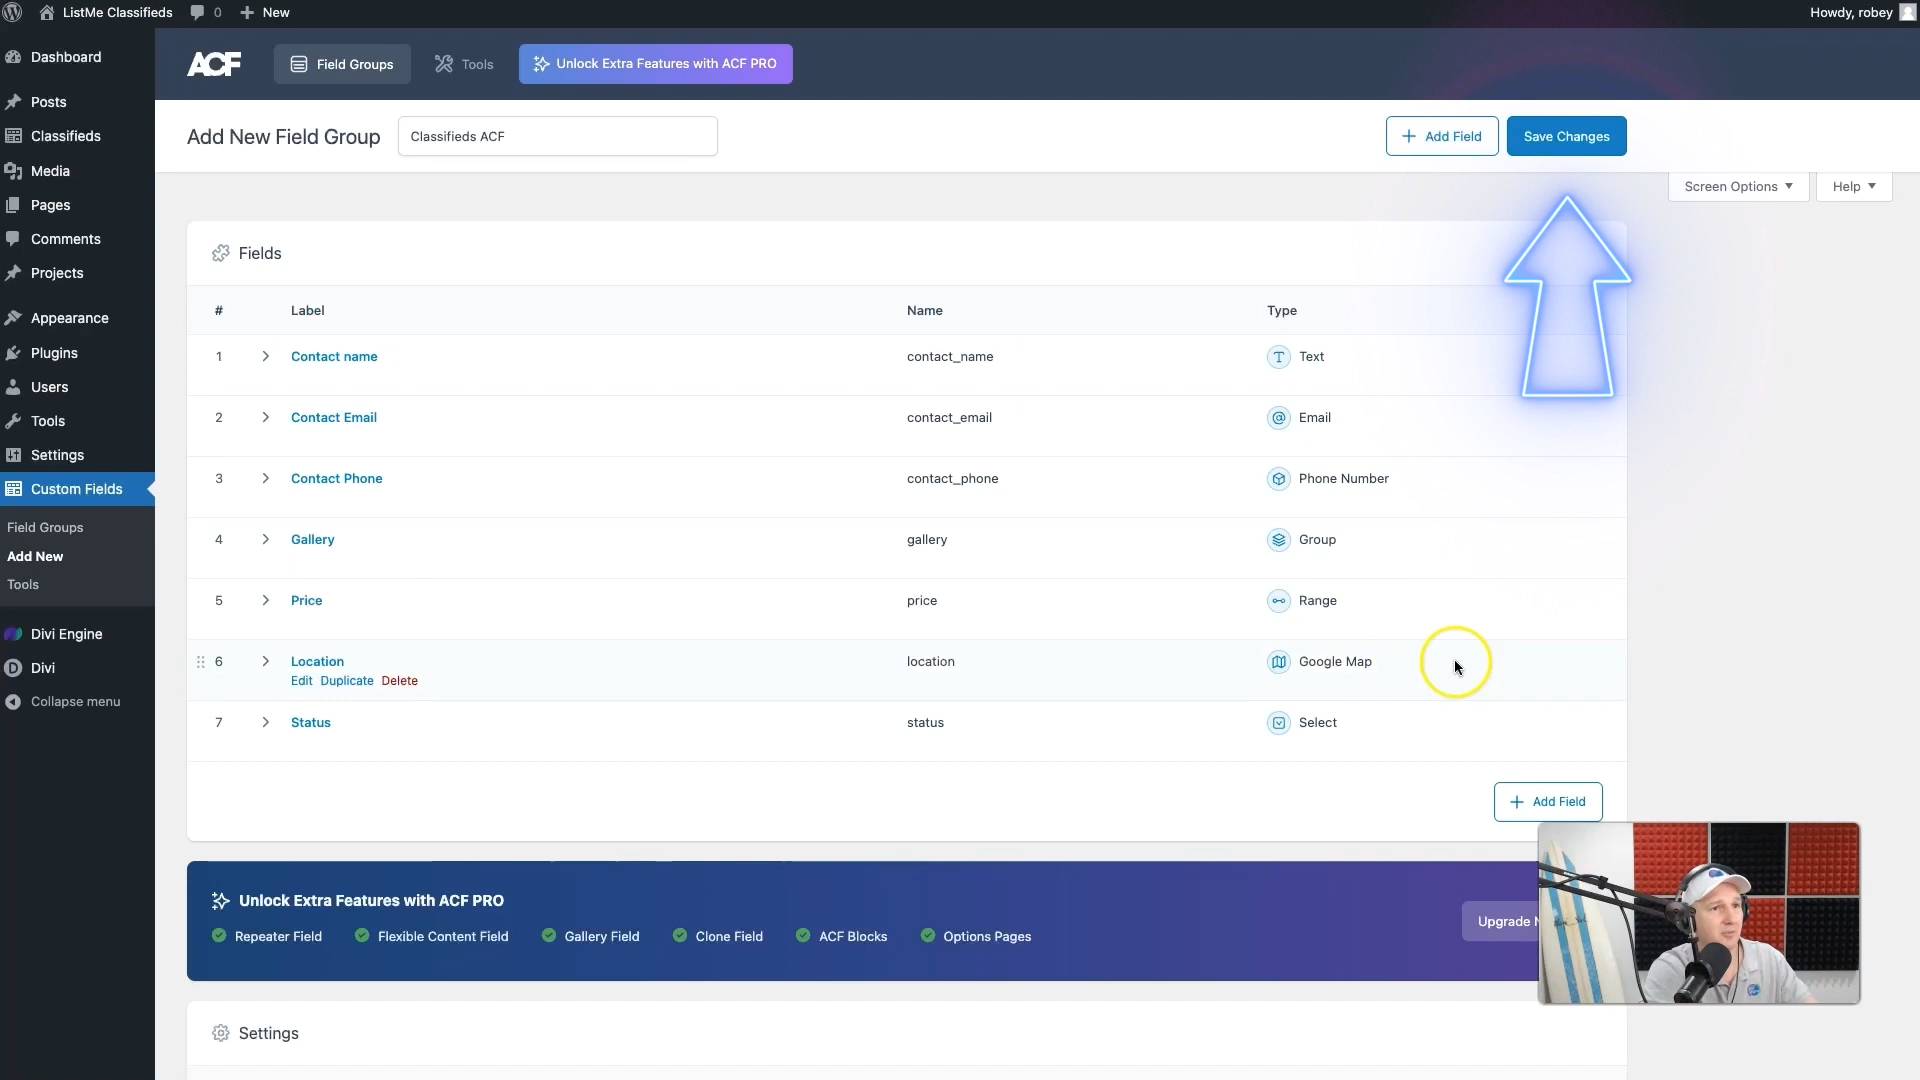 ListMe Classifieds 0 New Howdy, robey
Dashboard
Posts
Classifieds
Media
Pages
Comments
Projects
Appearance
Plugins
Users
Tools
Settings
Custom Fields
Field Groups
Add New
Tools
Divi Engine
Divi
Collapse menu
ACF Field Groups Tools Unlock Extra Features with ACF PRO
Add New Field Group Classifieds ACF Add Field Save Changes
Screen Options Help
Fields
# Label Name Type
1 Contact name contact_name Text
2 Contact Email contact_email Email
3 Contact Phone contact_phone Phone Number
4 Gallery gallery Group
5 Price price Range
6 Location location Google Map
Edit Duplicate Delete
7 Status status Select
Add Field
Unlock Extra Features with ACF PRO
Repeater Field Flexible Content Field Gallery Field Clone Field ACF Blocks Options Pages
Upgrade N
Settings